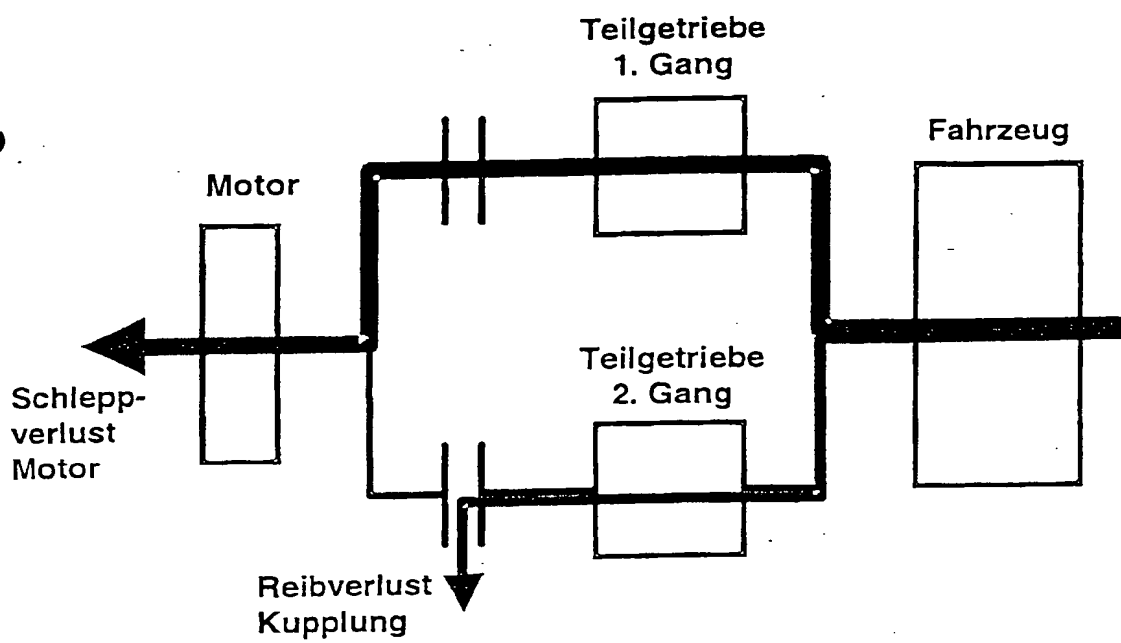 Teilgetriebe
1. Gang
Fahrzeug
Motor
Teilgetriebe
2. Gang
Schlepp-
verlust
Motor
Reibverlust
Kupplung